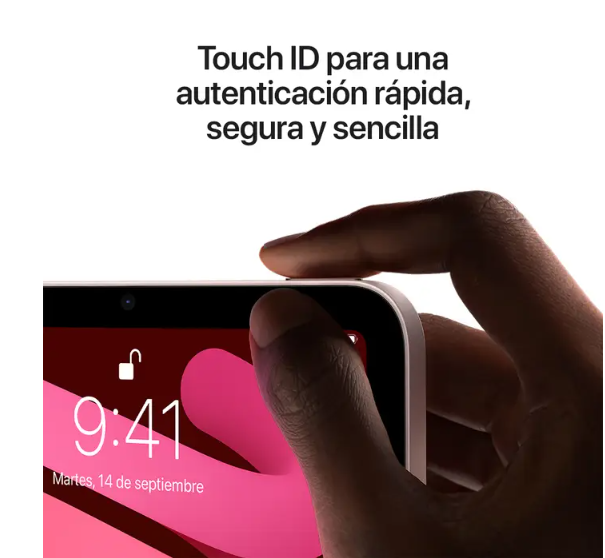 Touch ID para una
autenticación rápida,
segura y sencilla
9:41
Martes, 14 de septiembre